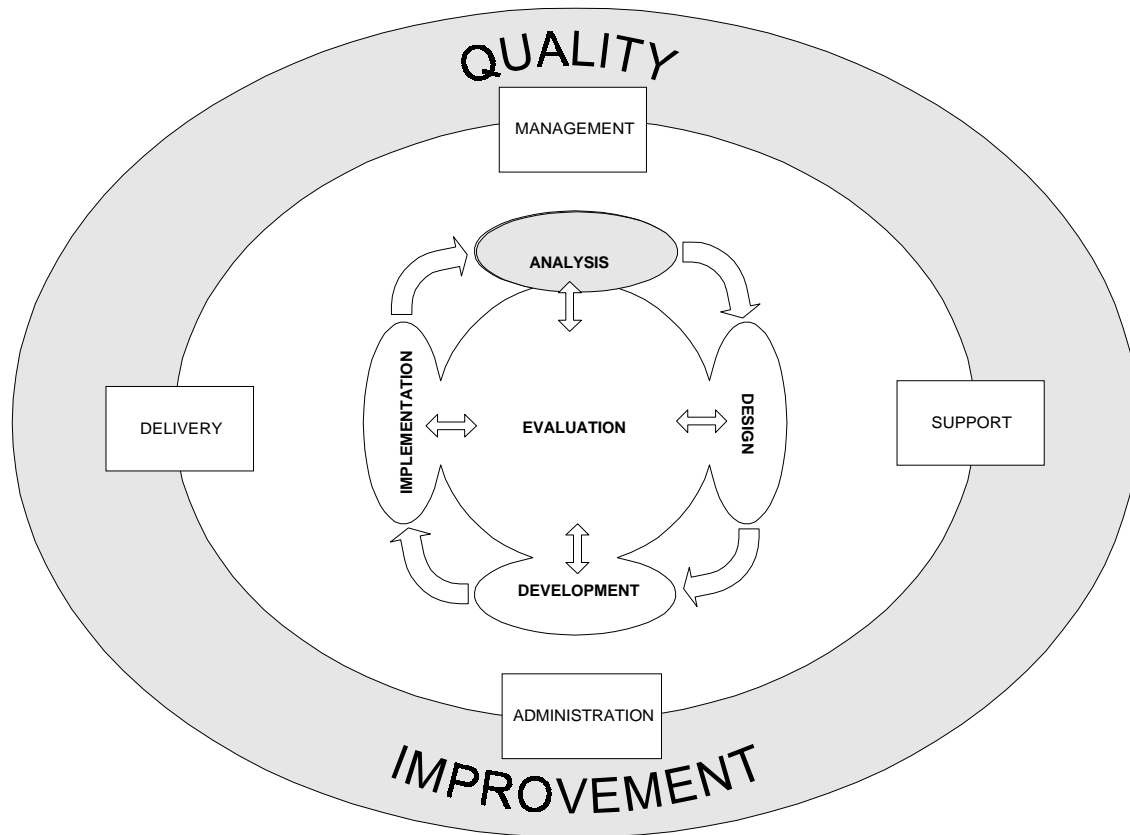 QUALITY
MANAGEMENT
ANALYSIS
IMPLEMENTATION
DESIGN
DELIVERY
EVALUATION
SUPPORT
DEVELOPMENT
ADMINISTRATION
IMPROVEMENT